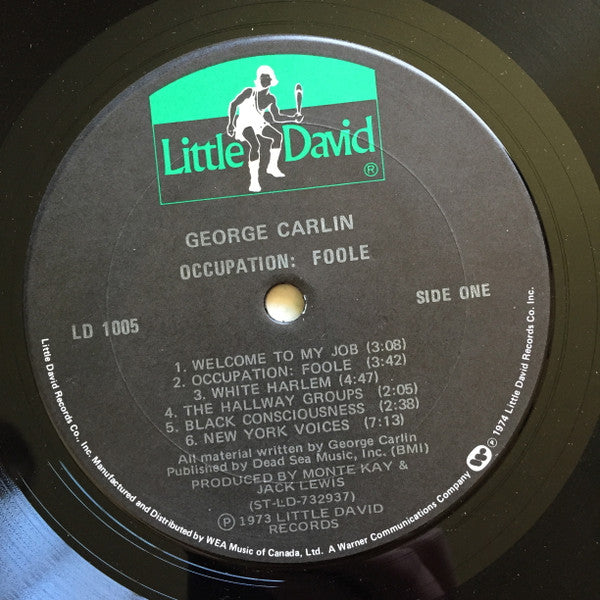 Little David ®
GEORGE CARLIN
OCCUPATION: FOOLE
LD 1005
SIDE ONE
1. WELCOME TO MY JOB (3:08)
2. OCCUPATION: FOOLE (3:42)
3. WHITE HARLEM (4:47)
4. THE HALLWAY GROUPS (2:05)
5. BLACK CONSCIOUSNESS (2:38)
6. NEW YORK VOICES (7:13)
All material written by George Carlin
Published by Dead Sea Music, Inc. (BMI)
PRODUCED BY MONTE KAY &
JACK LEWIS
(ST-LD-732937)
Ⓟ 1973 LITTLE DAVID
RECORDS
Little David Records Co., Inc. Manufactured and Distributed by WEA Music of Canada, Ltd. A Warner Communications Company Ⓟ 1974 Little David Records Co. Inc.